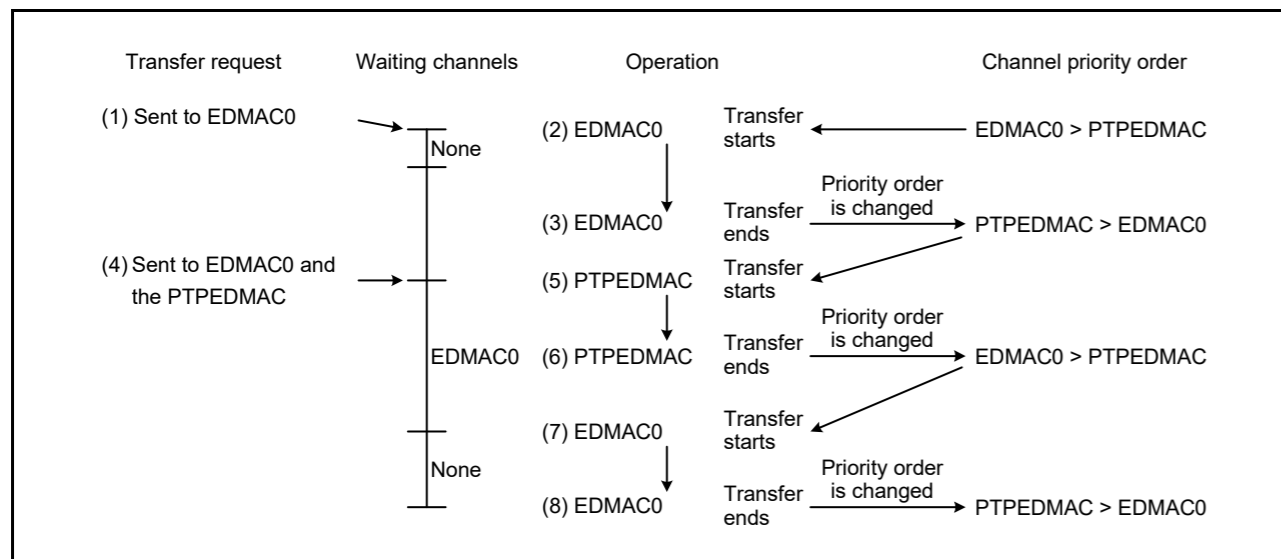 Transfer request Waiting channels Operation Channel priority order
(1) Sent to EDMAC0
None
(2) EDMAC0
Transfer
starts
EDMAC0 > PTPEDMAC
(3) EDMAC0
Transfer
ends
Priority order
is changed
PTPEDMAC > EDMAC0
(4) Sent to EDMAC0 and
the PTPEDMAC
(5) PTPEDMAC
Transfer
starts
EDMAC0
(6) PTPEDMAC
Transfer
ends
Priority order
is changed
EDMAC0 > PTPEDMAC
(7) EDMAC0
Transfer
starts
None
(8) EDMAC0
Transfer
ends
Priority order
is changed
PTPEDMAC > EDMAC0